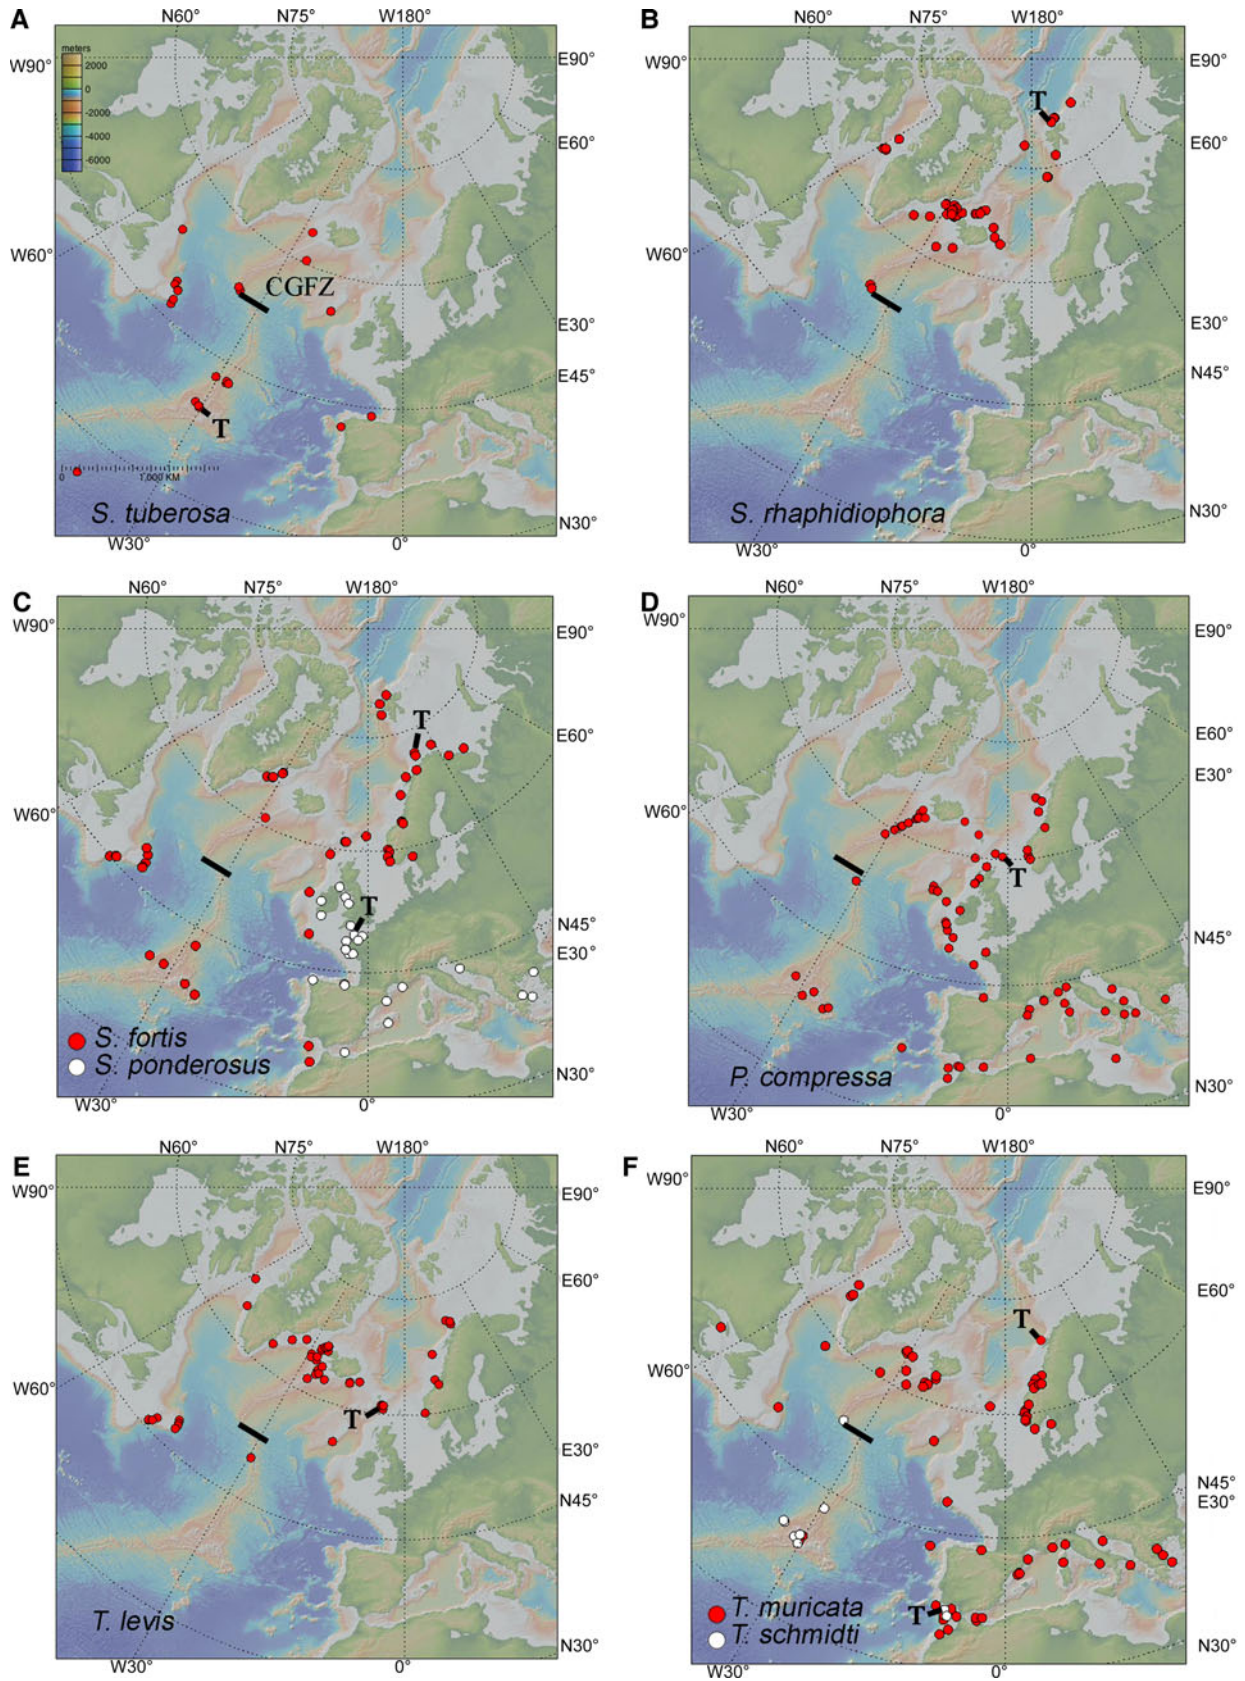 A
N60°
N75°
W180°
meters
2000
0
-2000
-4000
-6000
W90°
E90°
E60°
W60°
CGFZ
E30°
E45°
T
0
1,000 KM
S. tuberosa
N30°
W30°
0°
B
N60°
N75°
W180°
W90°
E90°
T
E60°
W60°
E30°
N45°
S. rhaphidiophora
N30°
W30°
0°
C
N60°
N75°
W180°
W90°
E90°
T
E60°
W60°
T
N45°
E30°
S. fortis
S. ponderosus
N30°
W30°
0°
D
N60°
N75°
W180°
W90°
E90°
E60°
E30°
W60°
T
N45°
P. compressa
N30°
W30°
0°
E
N60°
N75°
W180°
W90°
E90°
E60°
W60°
T
E30°
N45°
T. levis
N30°
W30°
0°
F
N60°
N75°
W180°
W90°
E90°
E60°
T
W60°
N45°
E30°
T
T. muricata
T. schmidti
N30°
W30°
0°